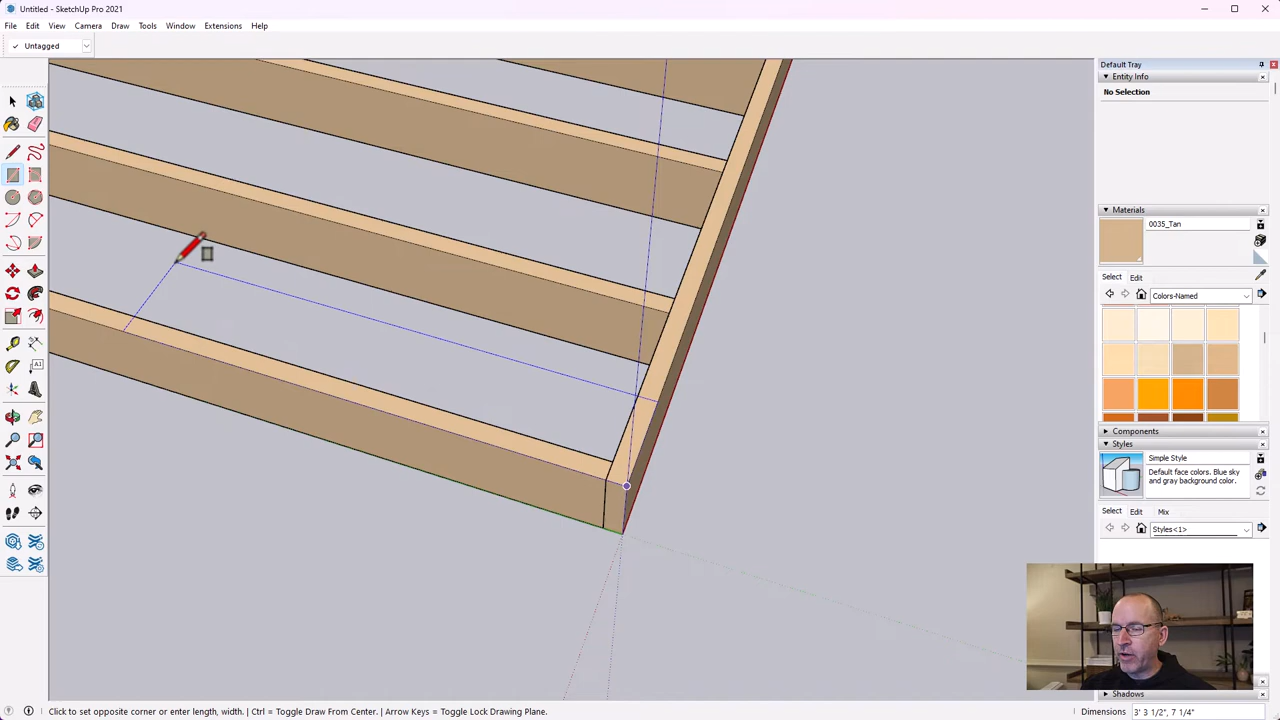 Untitled - SketchUp Pro 2021
File Edit View Camera Draw Tools Window Extensions Help
✓ Untagged
Default Tray
Entity Info
No Selection
Materials
0035_Tan
Select Edit
Colors-Named
Components
Styles
Simple Style
Default face colors. Blue sky
and gray background color.
Select Edit Mix
Styles<1>
Shadows
Click to set opposite corner or enter length, width. | Ctrl = Toggle Draw From Center. | Arrow Keys = Toggle Lock Drawing Plane.
Dimensions 3' 3 1/2", 7 1/4"